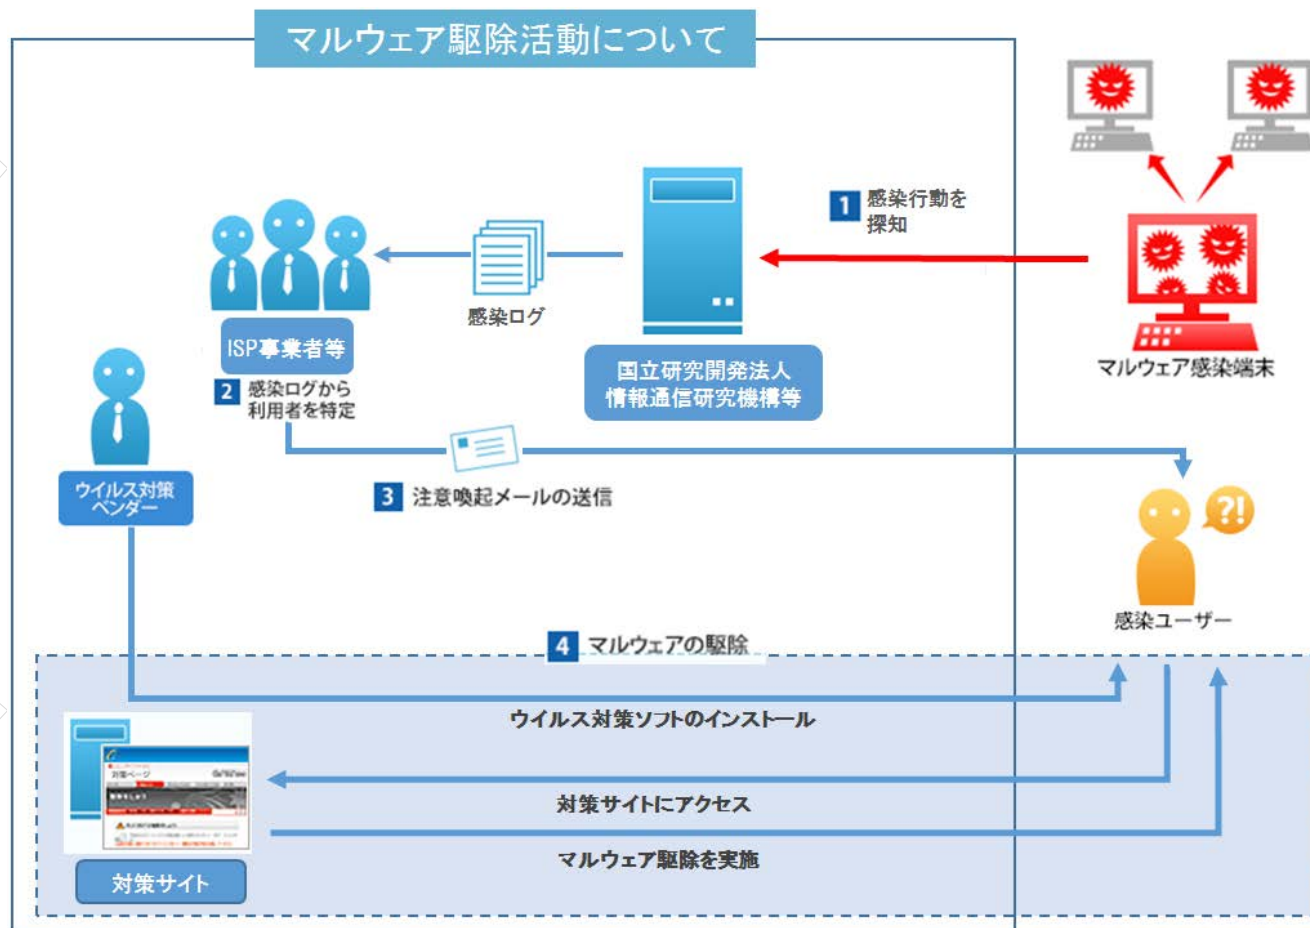 マルウェア駆除活動について
1 感染行動を
探知
感染ログ
ISP事業者等
2 感染ログから
利用者を特定
国立研究開発法人
情報通信研究機構等
マルウェア感染端末
3 注意喚起メールの送信
ウイルス対策
ベンダー
?!
感染ユーザー
4 マルウェアの駆除
ウイルス対策ソフトのインストール
対策ページ
対策サイトにアクセス
マルウェア駆除を実施
対策サイト